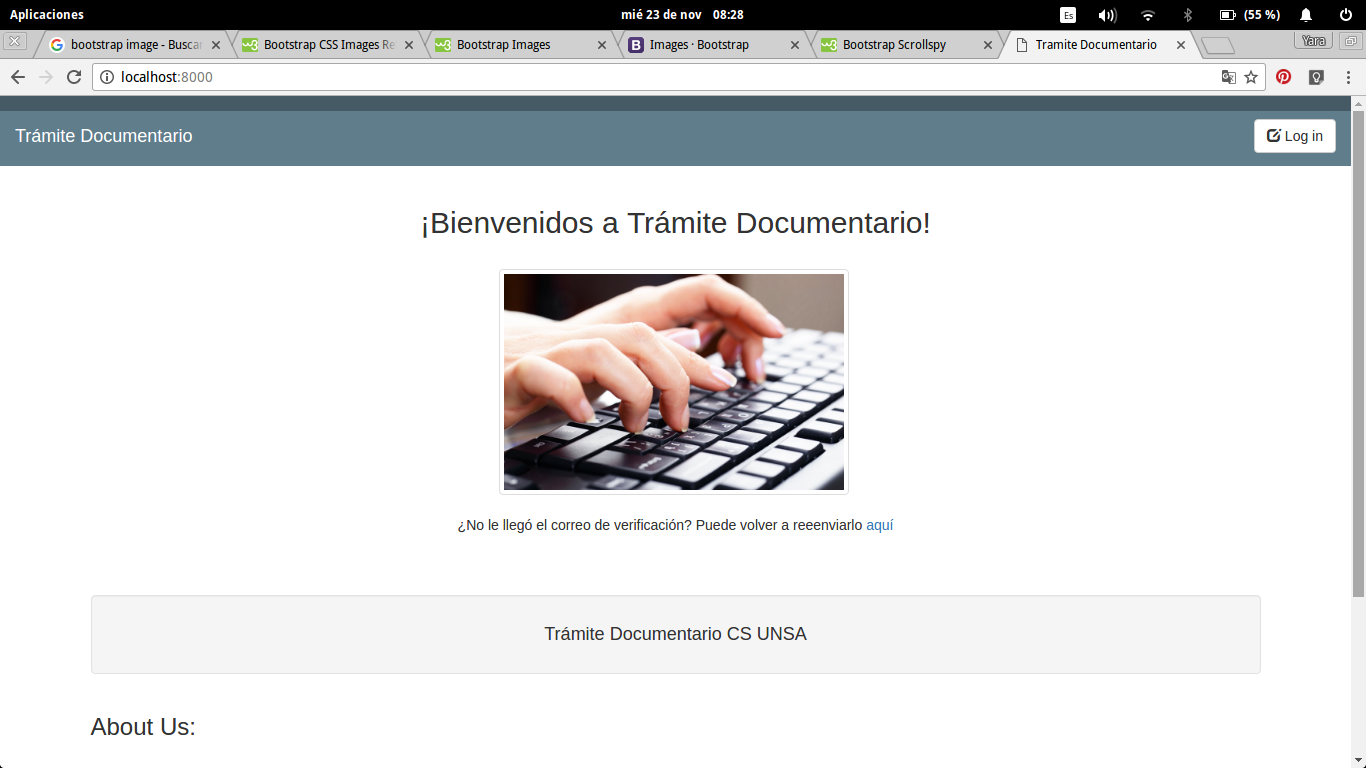 Aplicaciones mié 23 de nov 08:28 Es (55 %)
bootstrap image - Buscar Bootstrap CSS Images Re Bootstrap Images Images · Bootstrap Bootstrap Scrollspy Tramite Documentario Yara
localhost:8000
Trámite Documentario Log in
¡Bienvenidos a Trámite Documentario!
¿No le llegó el correo de verificación? Puede volver a reeenviarlo aquí
Trámite Documentario CS UNSA
About Us: